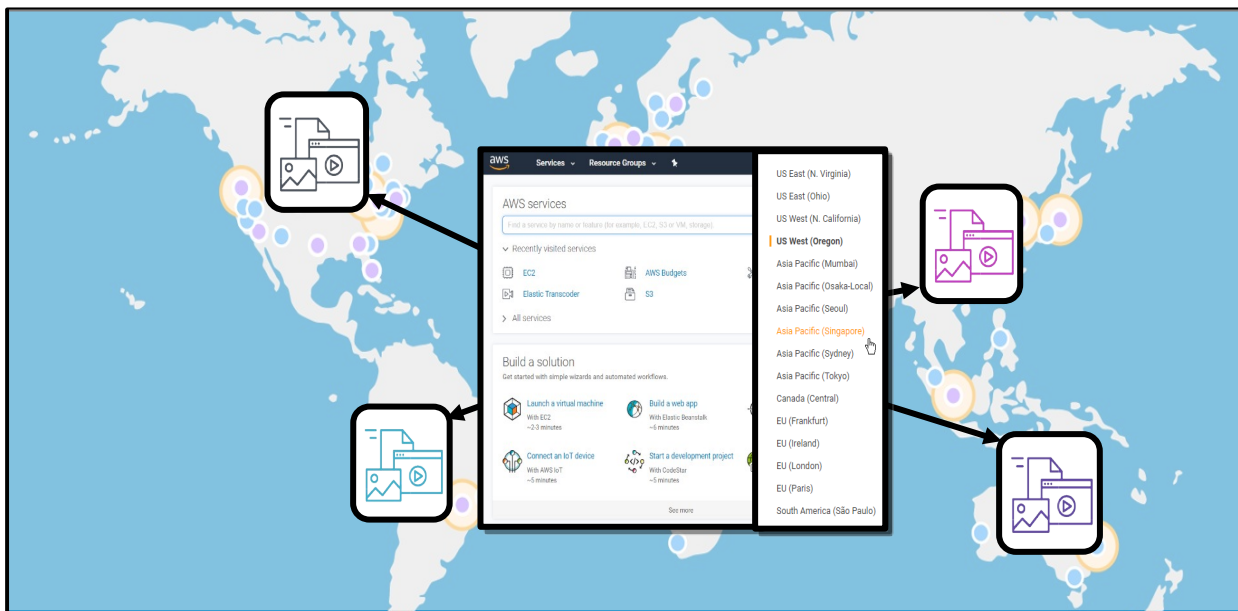 aws Services Resource Groups
AWS services
Find a service by name or feature (for example, EC2, S3 or VM, storage).
Recently visited services
EC2 AWS Budgets
Elastic Transcoder S3
All services
Build a solution
Get started with simple wizards and automated workflows.
Launch a virtual machine Build a web app
With EC2 With Elastic Beanstalk
~2-3 minutes ~6 minutes
Connect an IoT device Start a development project
With AWS IoT With CodeStar
~5 minutes ~5 minutes
See more
US East (N. Virginia)
US East (Ohio)
US West (N. California)
US West (Oregon)
Asia Pacific (Mumbai)
Asia Pacific (Osaka-Local)
Asia Pacific (Seoul)
Asia Pacific (Singapore)
Asia Pacific (Sydney)
Asia Pacific (Tokyo)
Canada (Central)
EU (Frankfurt)
EU (Ireland)
EU (London)
EU (Paris)
South America (São Paulo)